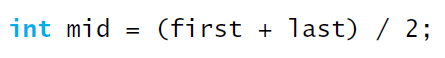 int mid = (first + last) / 2;